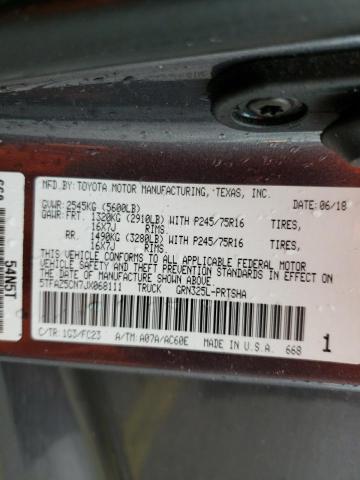 MFD.BY:TOYOTA MOTOR MANUFACTURING, TEXAS, INC.
GVWR:2545KG (5600LB) 06/18
GAWR:FRT. 1320KG (2910LB) WITH P245/75R16 TIRES,
16X7J RIMS.
RR. 1490KG (3280LB) WITH P245/75R16 TIRES,
16X7J RIMS.
THIS VEHICLE CONFORMS TO ALL APPLICABLE FEDERAL MOTOR
VEHICLE SAFETY AND THEFT PREVENTION STANDARDS IN EFFECT ON
THE DATE OF MANUFACTURE SHOWN ABOVE.
5TFAZ5CN7JX068111 TRUCK GRN325L-PRTSHA
C/TR:1G3/FC23 A/TM:A07A/AC60E MADE IN U.S.A. 668 1
54N5T